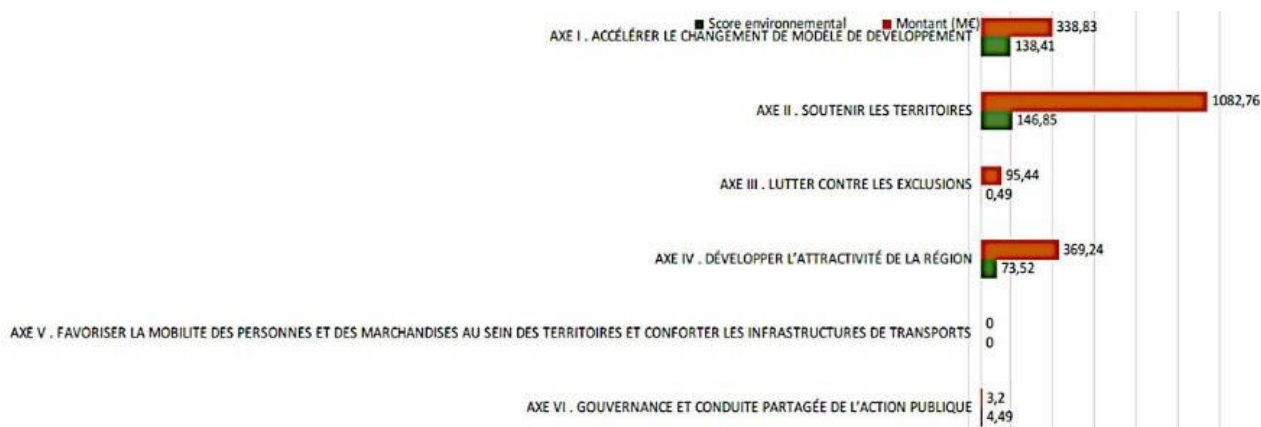 Score environnemental Montant (M€)
AXE I . ACCÉLÉRER LE CHANGEMENT DE MODÈLE DE DÉVELOPPEMENT
338,83
138,41
AXE II . SOUTENIR LES TERRITOIRES
1082,76
146,85
AXE III . LUTTER CONTRE LES EXCLUSIONS
95,44
0,49
AXE IV . DÉVELOPPER L'ATTRACTIVITÉ DE LA RÉGION
369,24
73,52
AXE V . FAVORISER LA MOBILITE DES PERSONNES ET DES MARCHANDISES AU SEIN DES TERRITOIRES ET CONFORTER LES INFRASTRUCTURES DE TRANSPORTS
0
0
AXE VI . GOUVERNANCE ET CONDUITE PARTAGÉE DE L'ACTION PUBLIQUE
3,2
4,49